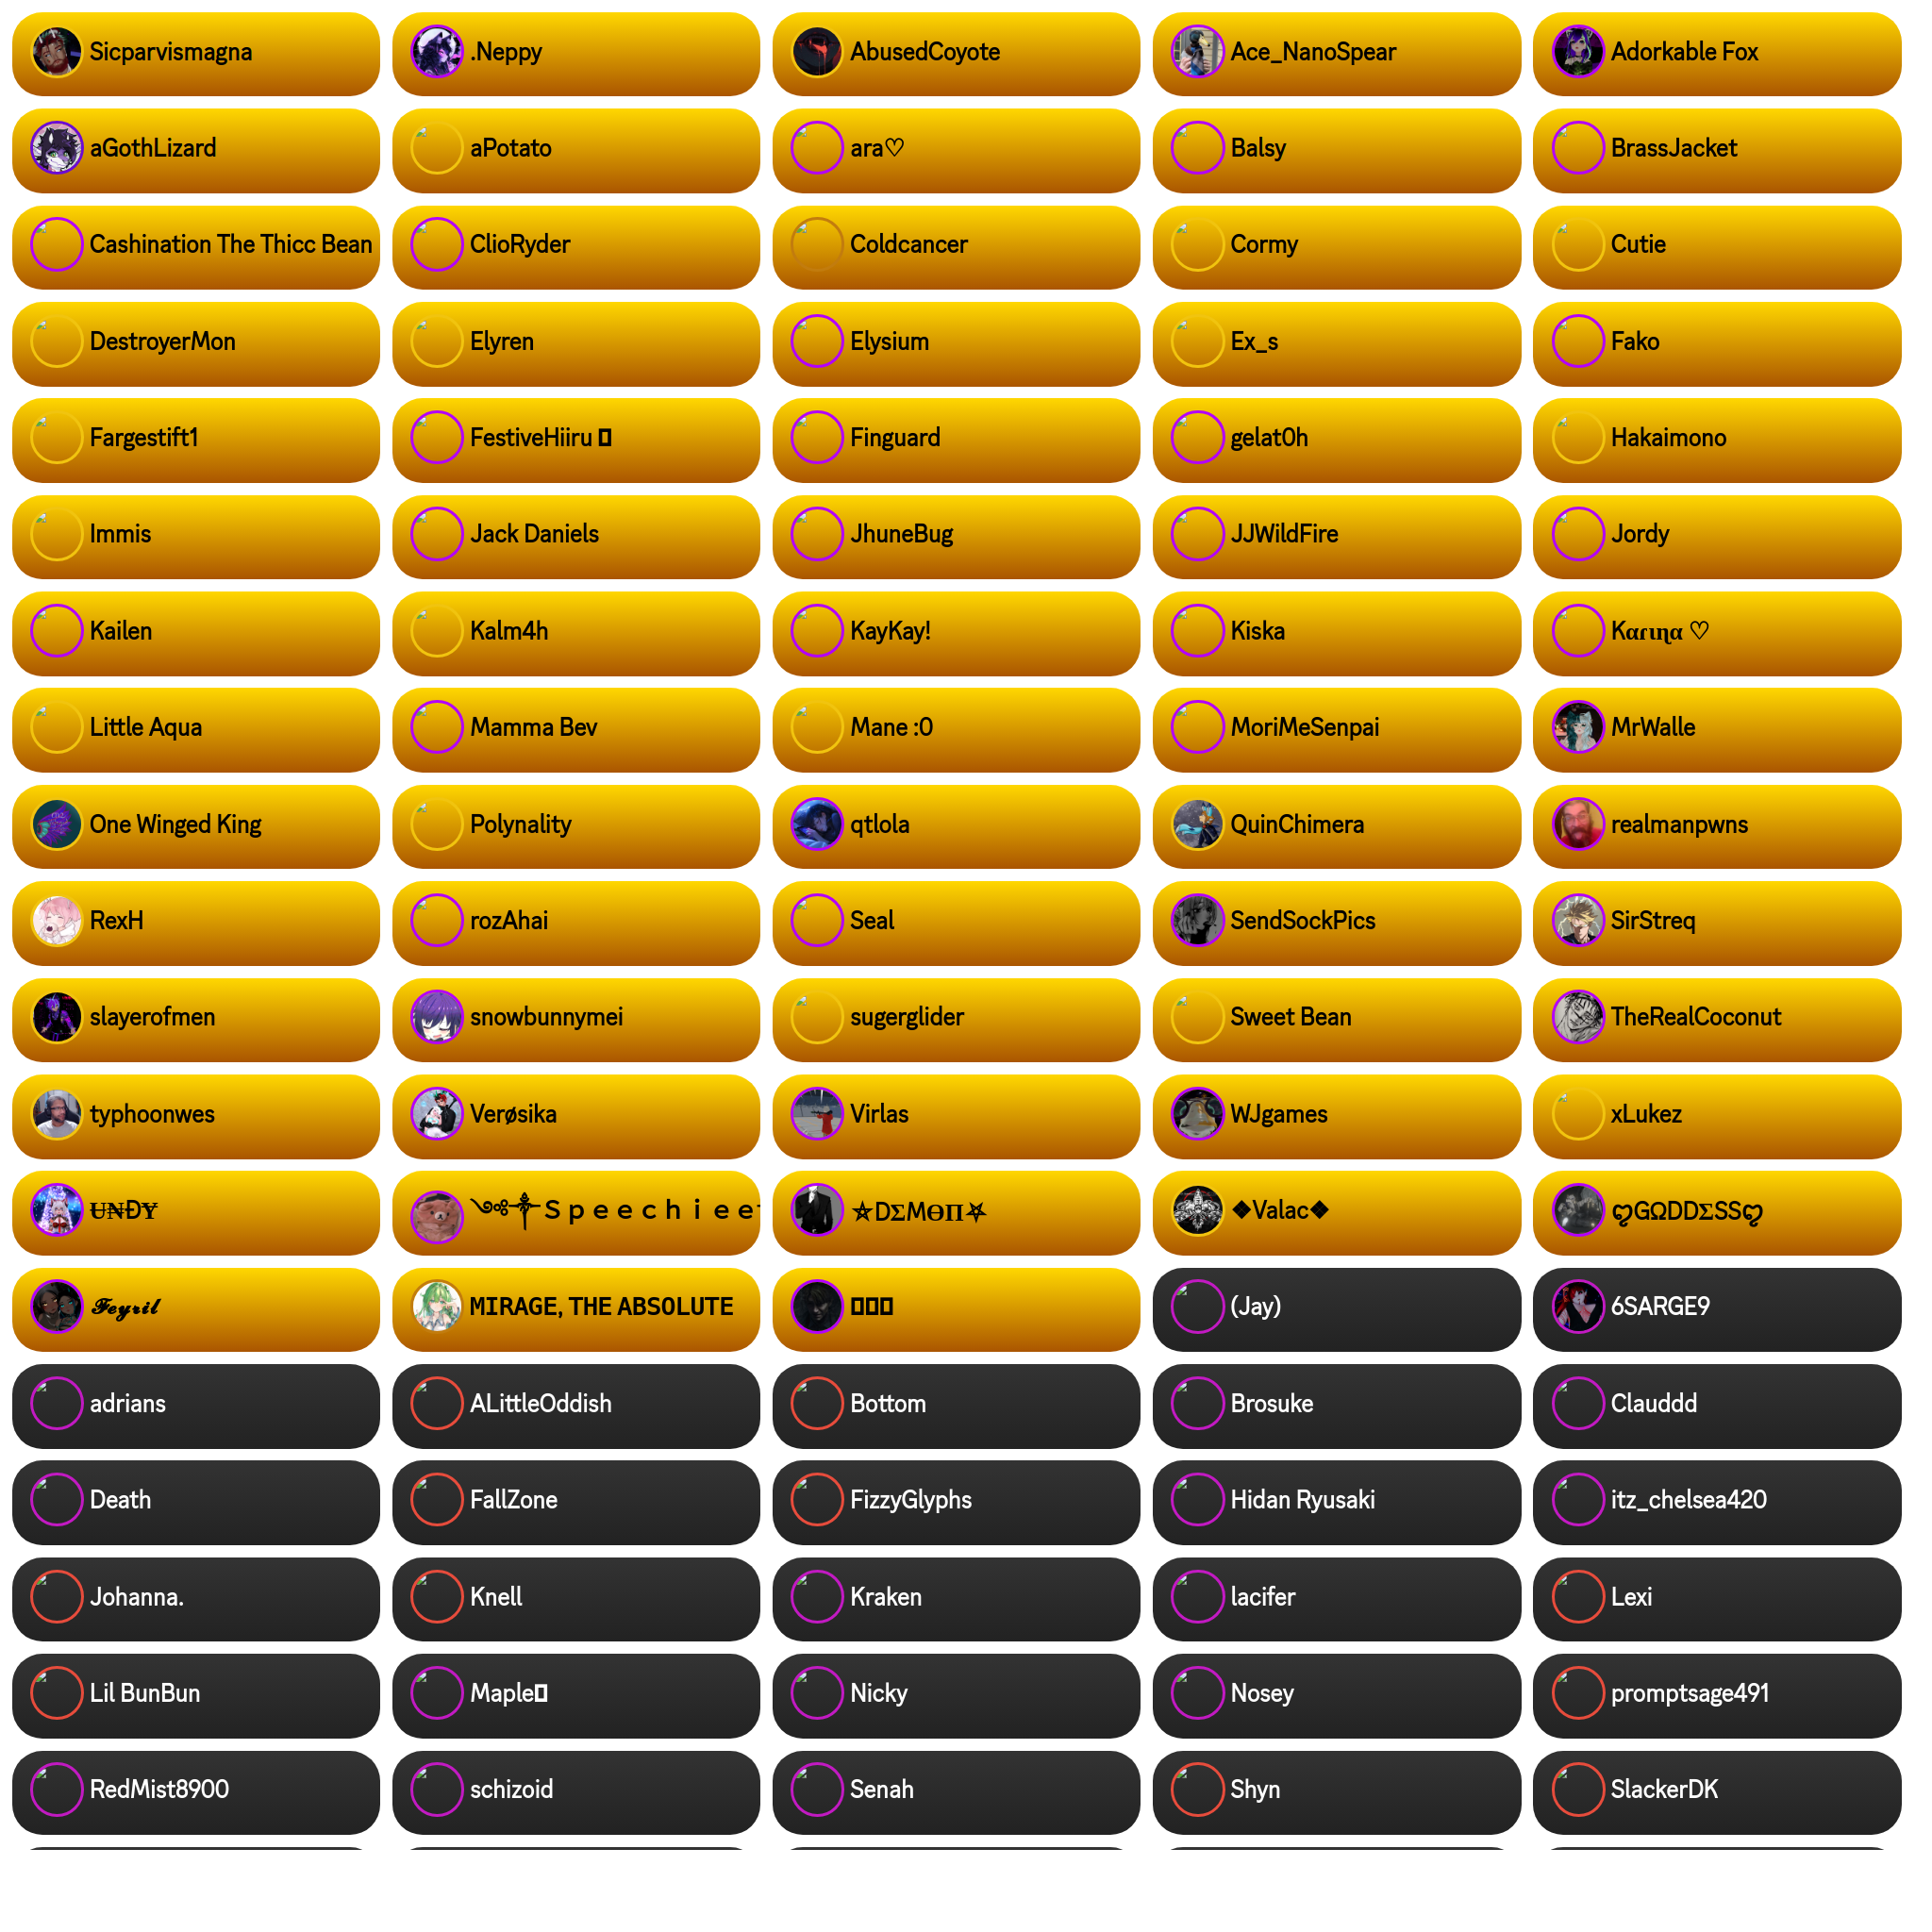 Sicparvismagna
.Neppy
AbusedCoyote
Ace_NanoSpear
Adorkable Fox
aGothLizard
aPotato
ara♡
Balsy
BrassJacket
Cashination The Thicc Bean
ClioRyder
Coldcancer
Cormy
Cutie
DestroyerMon
Elyren
Elysium
Ex_s
Fako
Fargestift1
FestiveHiiru
Finguard
gelat0h
Hakaimono
Immis
Jack Daniels
JhuneBug
JJWildFire
Jordy
Kailen
Kalm4h
KayKay!
Kiska
Kαɾιɳα ♡
Little Aqua
Mamma Bev
Mane :0
MoriMeSenpai
MrWalle
One Winged King
Polynality
qtlola
QuinChimera
realmanpwns
RexH
rozAhai
Seal
SendSockPics
SirStreq
slayerofmen
snowbunnymei
sugerglider
Sweet Bean
TheRealCoconut
typhoonwes
Verøsika
Virlas
WJgames
xLukez
U̶N̶ĐY̶
༺✞Ｓｐｅｅｃｈｉｅｅ
⛤DΣMӨΠ⛧
❖Valac❖
ღGΩDDΣSSღ
𝓕𝓮𝔂𝓻𝓲𝓵
MIRAGE, THE ABSOLUTE
(Jay)
6SARGE9
adrians
ALittleOddish
Bottom
Brosuke
Clauddd
Death
FallZone
FizzyGlyphs
Hidan Ryusaki
itz_chelsea420
Johanna.
Knell
Kraken
lacifer
Lexi
Lil BunBun
Maple
Nicky
Nosey
promptsage491
RedMist8900
schizoid
Senah
Shyn
SlackerDK